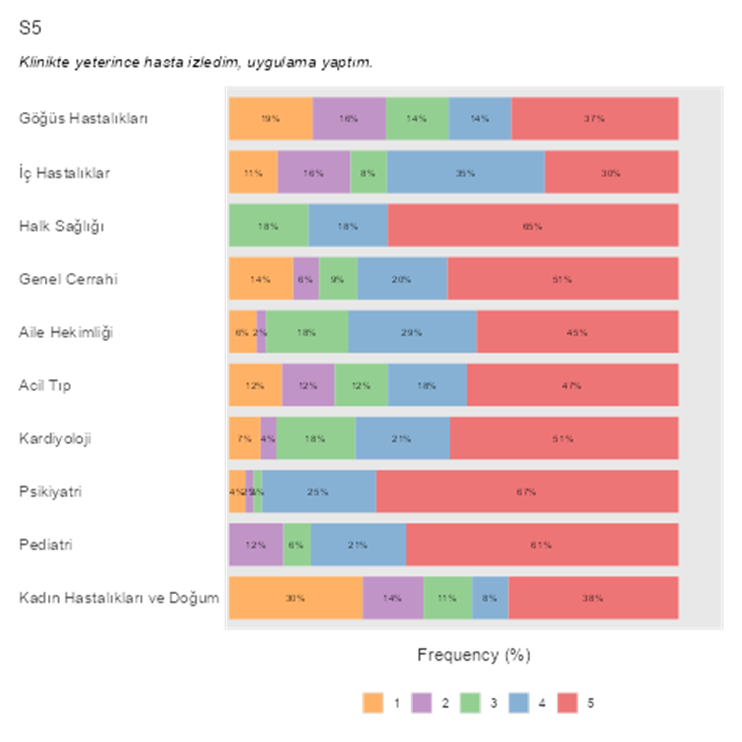 S5
Klinikte yeterince hasta izledim, uygulama yaptım.
Göğüs Hastalıkları 19% 16% 14% 14% 37%
İç Hastalıklar 11% 16% 8% 35% 30%
Halk Sağlığı 18% 18% 65%
Genel Cerrahi 14% 6% 9% 20% 51%
Aile Hekimliği 6% 2% 18% 29% 45%
Acil Tıp 12% 12% 12% 18% 47%
Kardiyoloji 7% 4% 18% 21% 51%
Psikiyatri 4% 25% 67%
Pediatri 12% 6% 21% 61%
Kadın Hastalıkları ve Doğum 30% 14% 11% 8% 38%
Frequency (%)
1 2 3 4 5